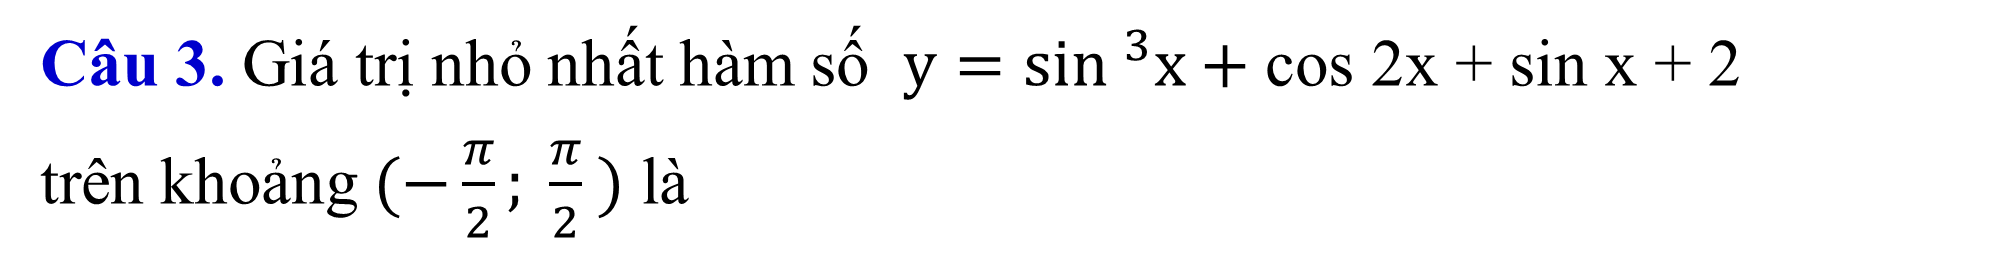 Câu 3. Giá trị nhỏ nhất hàm số y = sin ³x + cos 2x + sin x + 2
trên khoảng (−π/2; π/2) là